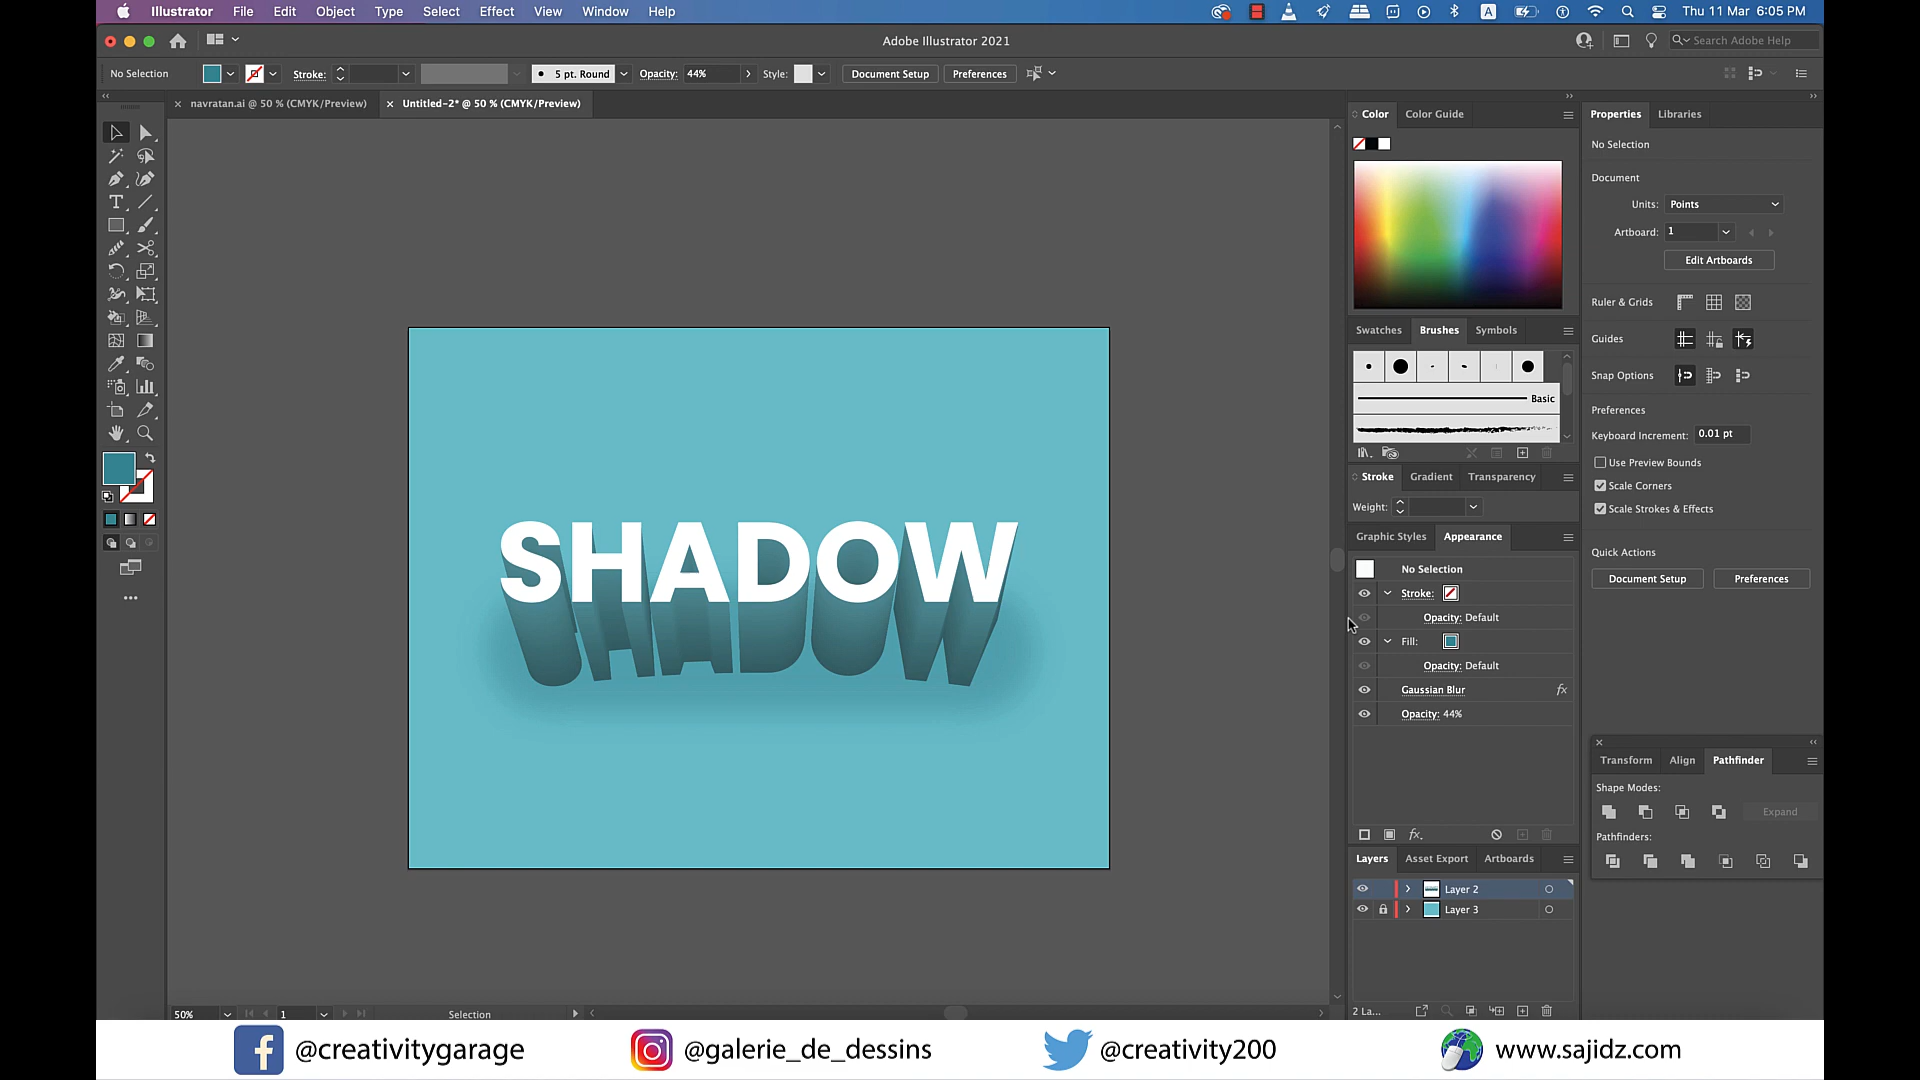 Illustrator File Edit Object Type Select Effect View Window Help
A Thu 11 Mar 6:05 PM
Adobe Illustrator 2021
Search Adobe Help
No Selection Stroke: 5 pt. Round Opacity: 44% Style: Document Setup Preferences
navratan.ai @ 50 % (CMYK/Preview) Untitled-2* @ 50 % (CMYK/Preview)
Color Color Guide
Properties Libraries
No Selection
Document
Units: Points
Artboard: 1
Edit Artboards
Ruler & Grids
Guides
Snap Options
Preferences
Keyboard Increment: 0.01 pt
Use Preview Bounds
Scale Corners
Scale Strokes & Effects
Quick Actions
Document Setup Preferences
Swatches Brushes Symbols
Basic
Stroke Gradient Transparency
Weight:
Graphic Styles Appearance
No Selection
Stroke:
Opacity: Default
Fill:
Opacity: Default
Gaussian Blur fx
Opacity: 44%
fx.
Transform Align Pathfinder
Shape Modes:
Expand
Pathfinders:
Layers Asset Export Artboards
Layer 2
Layer 3
2 La...
SHADOW
50% 1 Selection
@creativitygarage @galerie_de_dessins @creativity200 www.sajidz.com